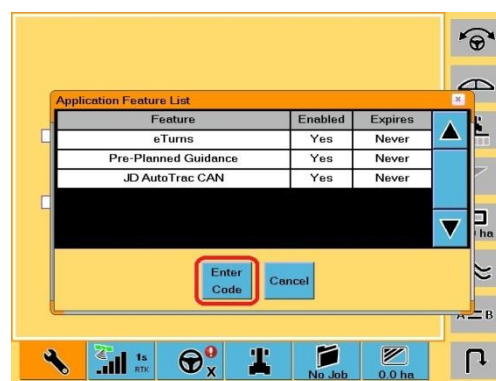 Application Feature List
Feature Enabled Expires
eTurns Yes Never
Pre-Planned Guidance Yes Never
JD AutoTrac CAN Yes Never
Enter
Code
Cancel
ha
A=B
1s
RTK
X
No Job
0.0 ha